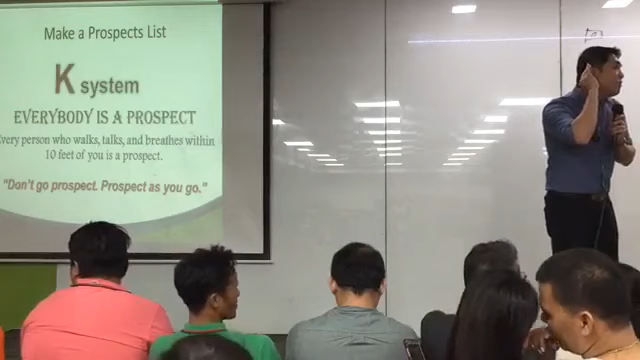 Make a Prospects List
K system
EVERYBODY IS A PROSPECT
Every person who walks, talks, and breathes within
10 feet of you is a prospect.
"Don't go prospect. Prospect as you go."